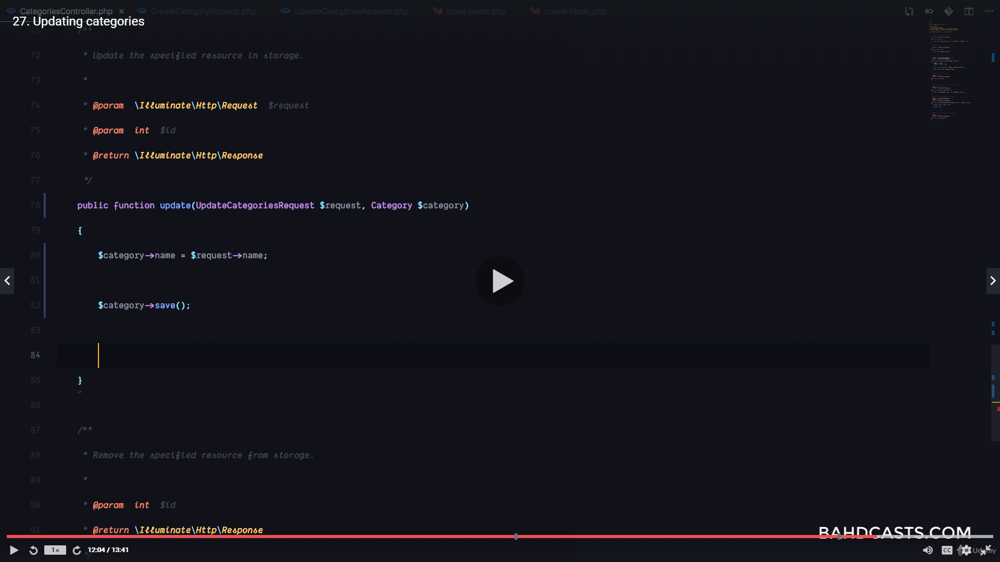 CategoriesController.php × CreateCategoryRequest.php UpdateCategoriesRequest.php index.blade.php create.blade.php
27. Updating categories
71 /**
72 * Update the specified resource in storage.
73 *
74 * @param \Illuminate\Http\Request $request
75 * @param int $id
76 * @return \Illuminate\Http\Response
77 */
78 public function update(UpdateCategoriesRequest $request, Category $category)
79 {
80 $category->name = $request->name;
81
82 $category->save();
83
84
85 }
86
87 /**
88 * Remove the specified resource from storage.
89 *
90 * @param int $id
91 * @return \Illuminate\Http\Response
BAHDCASTS.COM
1× 12:04 / 13:41 CC Udemy
*/